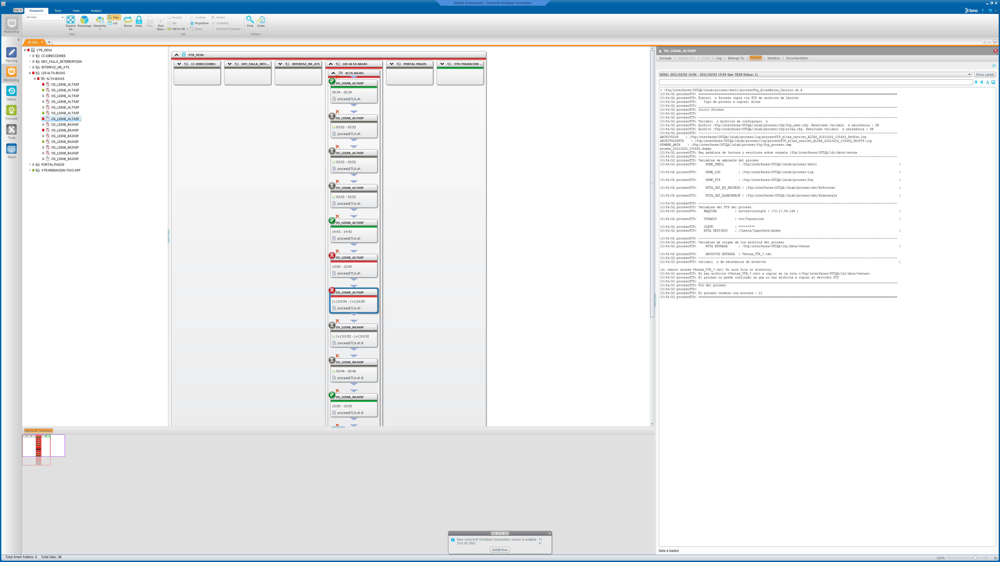 Default Environment - Control-M Workload Automation
File
Viewpoint
Tools
View
Analysis
bmc
Monitoring
All Jobs
Expand All
Rearrange
Hierarchy
Map
List
View
Rerun
Hold
Free
Run Now
Restart
Kill
Set to OK
Confirm
Projection
React
Delete
Undelete
External Programs
Job
Find
Order
Actions
All Jobs
Planning
Monitoring
History
Forecast
Tools
News
VTR_DESA
CC-DIRECCIONES
DEV_FALLA_INTERRUPCION
INTERFAZ_HR_ATS
LDI-ALTA-BAJAS
ALTA-BAJAS
OS_LDIAB_ALTASP
OS_LDIAB_ALTASP
OS_LDIAB_ALTASP
OS_LDIAB_ALTASP
OS_LDIAB_ALTASP
OS_LDIAB_ALTASP
OS_LDIAB_ALTASP
OS_LDIAB_BAJASP
OS_LDIAB_BAJASP
OS_LDIAB_BAJASP
OS_LDIAB_BAJASP
OS_LDIAB_BAJASP
OS_LDIAB_BAJASP
OS_LDIAB_BAJASP
PORTAL-PAGOS
VTR-MIGRACION-TIVO-APP
VTR_DESA
CC-DIRECCIONES
DEV_FALLA_INTE...
INTERFAZ_HR_ATS
LDI-ALTA-BAJAS
PORTAL-PAGOS
VTR-MIGRACION-...
ALTA-BAJAS
OS_LDIAB_ALTASP
20:34 - 20:34
procesoETLA.sh
OS_LDIAB_ALTASP
03:52 - 03:52
procesoETLA.sh
OS_LDIAB_ALTASP
03:52 - 03:52
procesoETLA.sh
OS_LDIAB_ALTASP
03:52 - 03:52
procesoETLA.sh
OS_LDIAB_ALTASP
14:43 - 14:43
procesoETLA.sh
OS_LDIAB_ALTASP
12:00 - 12:00
procesoETLA.sh
OS_LDIAB_ALTASP
(+1)10:54 - (+1)10:54
procesoETLA.sh
OS_LDIAB_BAJASP
(+1)10:52 - (+1)10:52
procesoETLA.sh B
OS_LDIAB_BAJASP
05:46 - 05:46
procesoETLA.sh B
OS_LDIAB_BAJASP
15:05 - 15:05
procesoETLA.sh B
OS_LDIAB_ALTASP
Synopsis | Waiting Info | Script | Log | Belongs To | Output | Statistics | Documentation
00001 2021/02/02 10:54 - 2021/02/02 10:54 Size: 5539 Status: 11
Show Latest
+ /ftp/interfaces/OUTQA/ldiab/proceso/shell/procesoFtp_AltasBajas_Carrier.sh A
10:54:52 procesoFTP: ==========================================================
10:54:52 procesoFTP: Ejecuci n Proceso copia via FTP de archivos de Carrier
10:54:52 procesoFTP: Tipo de proceco a copiar: Altas
10:54:52 procesoFTP: __________________________________________________________
10:54:52 procesoFTP: Inicio Proceso
10:54:52 procesoFTP:
10:54:52 procesoFTP: ----------------------------------------------------------
10:54:52 procesoFTP: Validaci n Archivos de configuraci n
10:54:52 procesoFTP: Archivo /ftp/interfaces/OUTQA/ldiab/proceso/cfg/ftp_user.cfg. Resultado validaci n existencia : OK
10:54:52 procesoFTP: Archivo /ftp/interfaces/OUTQA/ldiab/proceso/cfg/altas.cfg. Resultado validaci n existencia : OK
10:54:52 procesoFTP: ----------------------------------------------------------
ARCHIVOLOG : /ftp/interfaces/OUTQA/ldiab/proceso/log/procesoFTP_altas_carrier_ALTAS_20210202_105452_DetEje.log
ARCHIVOLOGFTP : /ftp/interfaces/OUTQA/ldiab/proceso/log/procesoFTP_altas_carrier_ALTAS_20210202_105452_DetFTP.log
NOMBRE_ARCH : /ftp/interfaces/OUTQA/ldiab/proceso/ftp/ftp_proceso.tmp
prueba_20210202_105452.dummy
10:54:52 procesoFTP: Hay permisos de lectura y escritura sobre carpeta /ftp/interfaces/OUTQA/ldi/data/ventas
10:54:52 procesoFTP: ----------------------------------------------------------
10:54:52 procesoFTP: Variables de ambiente del proceso
10:54:52 procesoFTP: HOME_SHELL : /ftp/interfaces/OUTQA/ldiab/proceso/shell \
10:54:52 procesoFTP: HOME_LOG : /ftp/interfaces/OUTQA/ldiab/proceso/log \
10:54:52 procesoFTP: HOME_FTP : /ftp/interfaces/OUTQA/ldiab/proceso/ftp \
10:54:52 procesoFTP: RUTA_DAT_EN_PROCESO : /ftp/interfaces/OUTQA/ldiab/proceso/dat/EnProceso \
10:54:52 procesoFTP: RUTA_DAT_ALMACENAJE : /ftp/interfaces/OUTQA/ldiab/proceso/dat/Almacenaje \
10:54:52 procesoFTP: ----------------------------------------------------------
10:54:52 procesoFTP: Variables del FTP del proceso
10:54:52 procesoFTP: MAQUINA : srvcarrierstg02 ( 172.17.58.199 ) \
10:54:52 procesoFTP: USUARIO : vtr/ftpcarrier \
10:54:52 procesoFTP: CLAVE : *********
10:54:52 procesoFTP: RUTA DESTINOO : /Cuenta/InputPath/Andes \
10:54:52 procesoFTP: ----------------------------------------------------------
10:54:52 procesoFTP: Variables de origen de los archivos del proceso
10:54:52 procesoFTP: RUTA ENTRADA : /ftp/interfaces/OUTQA/ldi/data/ventas \
10:54:52 procesoFTP: ARCHIVOS ENTRADA : Ventas_VTR_*.txt
10:54:52 procesoFTP: ----------------------------------------------------------
10:54:53 procesoFTP: validaci n de existencia de archivos \
ls: cannot access Ventas_VTR_*.txt: No such file or directory
10:54:53 procesoFTP: No hay archivos <Ventas_VTR_*.txt> a copiar en la ruta </ftp/interfaces/OUTQA/ldi/data/ventas>
10:54:53 procesoFTP: El proceso no puede continuar ya que no hay archivos a copiar al servidor FTP
10:54:53 procesoFTP: __________________________________________________________
10:54:53 procesoFTP: Fin del proceso
10:54:53 procesoFTP:
10:54:53 procesoFTP: El proceso termino con errores : 11
10:54:53 procesoFTP: ==========================================================
Data is loaded
Network Overview
1 / 1
New Control-M Workload Automation version is available
(9.0.00.300)
Install Now
Total Smart Folders: 0 Total Jobs: 38
100%